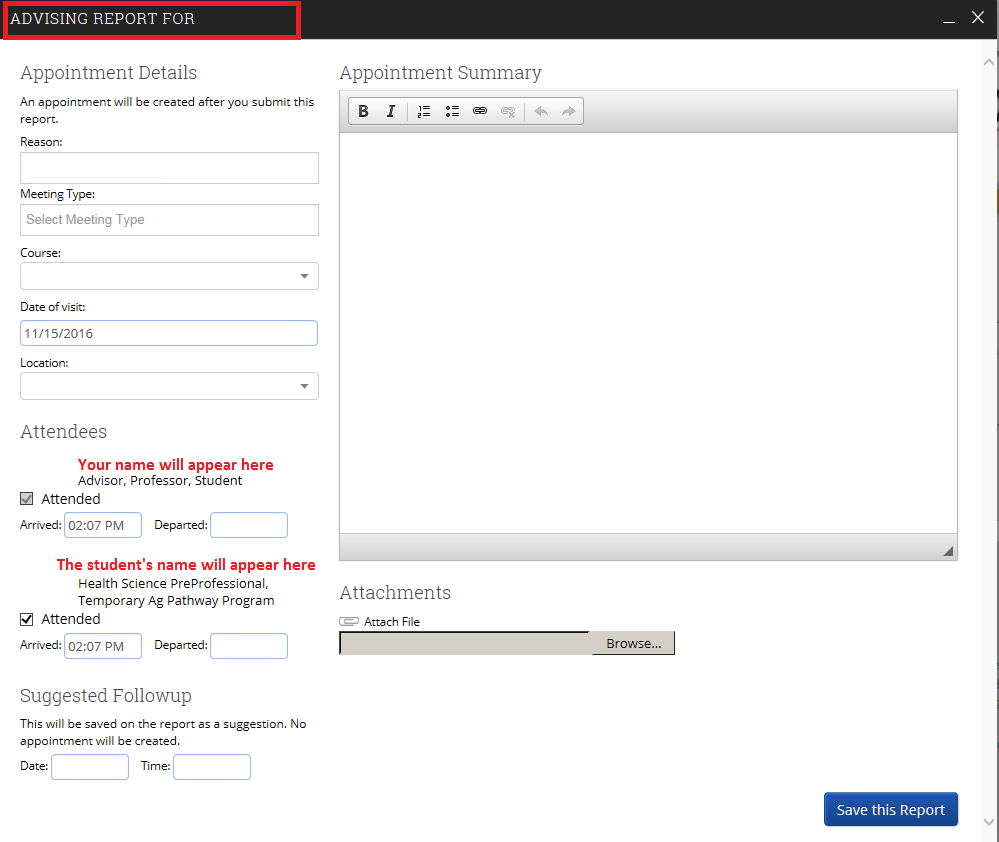 ADVISING REPORT FOR
Appointment Details
An appointment will be created after you submit this
report.
Reason:
Meeting Type:
Select Meeting Type
Course:
Date of visit:
11/15/2016
Location:
Attendees
Your name will appear here
Advisor, Professor, Student
Attended
Arrived: 02:07 PM Departed:
The student's name will appear here
Health Science PreProfessional,
Temporary Ag Pathway Program
Attended
Arrived: 02:07 PM Departed:
Suggested Followup
This will be saved on the report as a suggestion. No
appointment will be created.
Date: Time:
Appointment Summary
B I
Attachments
Attach File
Browse...
Save this Report